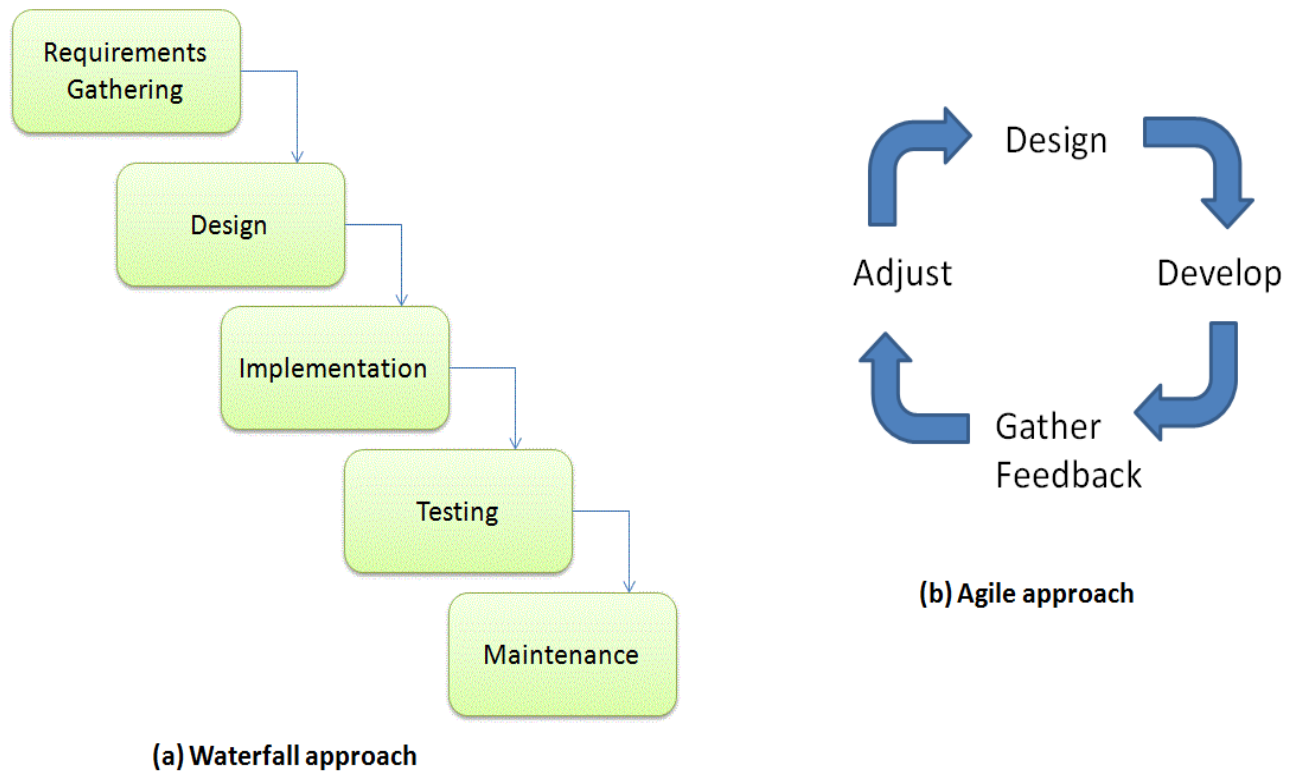 Requirements
Gathering
Design
Implementation
Testing
Maintenance
(a) Waterfall approach
Design
Adjust
Develop
Gather
Feedback
(b) Agile approach